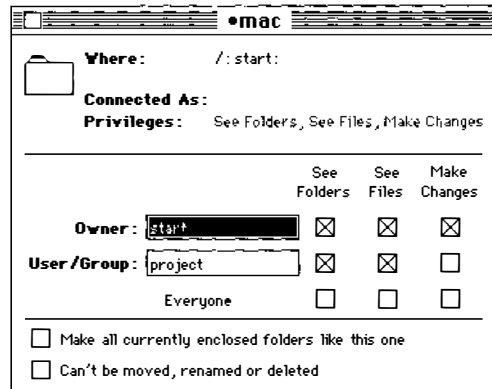 •mac
Where: /:start:
Connected As:
Privileges: See Folders, See Files, Make Changes
See Folders See Files Make Changes
Owner: start
User/Group: project
Everyone
Make all currently enclosed folders like this one
Can't be moved, renamed or deleted